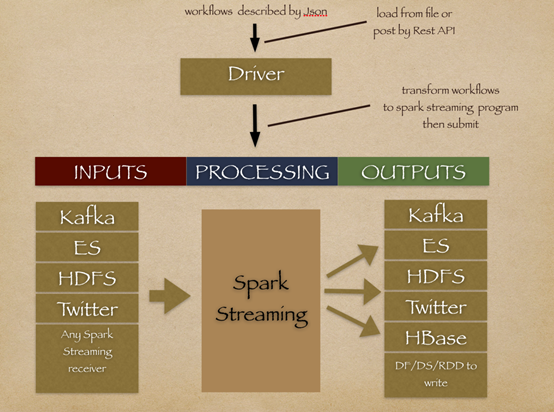 workflows described by Json
load from file or
post by Rest API
Driver
transform workflows
to spark streaming program
then submit
INPUTS
PROCESSING
OUTPUTS
Kafka
ES
HDFS
Twitter
Any Spark
Streaming
receiver
Spark
Streaming
Kafka
ES
HDFS
Twitter
HBase
DF/DS/RDD to
write